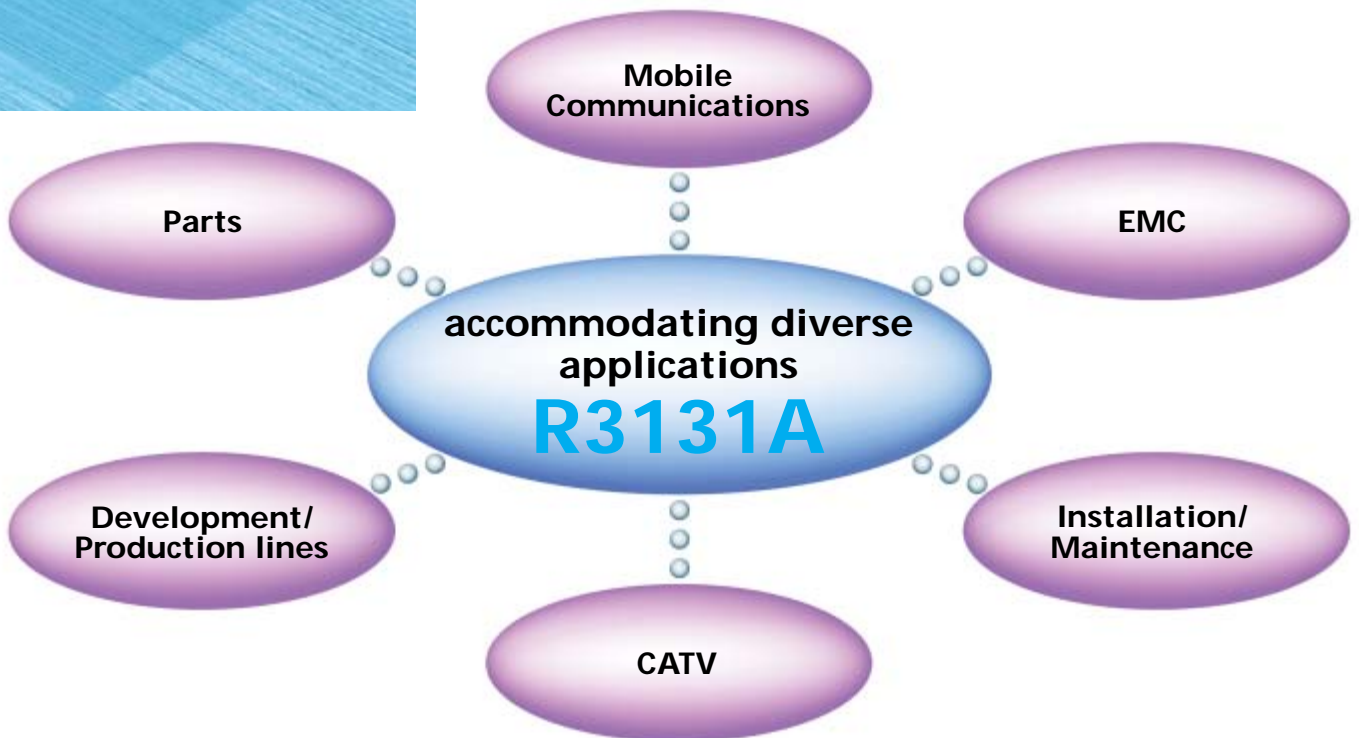 Mobile
Communications
Parts
EMC
accommodating diverse
applications
R3131A
Development/
Production lines
Installation/
Maintenance
CATV